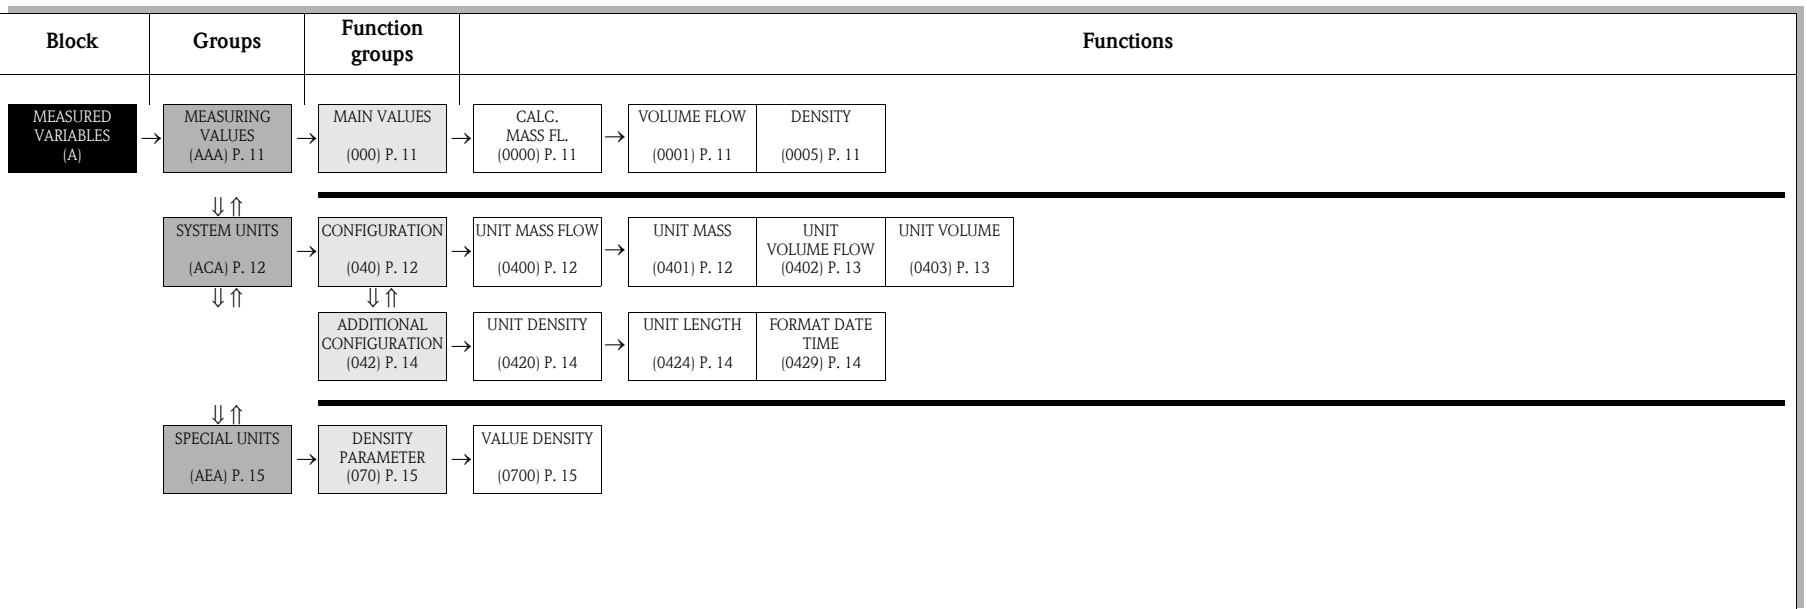 Block
Groups
Function
groups
Functions
MEASURED
VARIABLES
(A)
→
MEASURING
VALUES
(AAA) P. 11
→
MAIN VALUES
(000) P. 11
→
CALC.
MASS FL.
(0000) P. 11
→
VOLUME FLOW
(0001) P. 11
DENSITY
(0005) P. 11
⇓⇑
SYSTEM UNITS
(ACA) P. 12
→
CONFIGURATION
(040) P. 12
→
UNIT MASS FLOW
(0400) P. 12
→
UNIT MASS
(0401) P. 12
UNIT
VOLUME FLOW
(0402) P. 13
UNIT VOLUME
(0403) P. 13
⇓⇑
⇓⇑
ADDITIONAL
CONFIGURATION
(042) P. 14
→
UNIT DENSITY
(0420) P. 14
→
UNIT LENGTH
(0424) P. 14
FORMAT DATE
TIME
(0429) P. 14
⇓⇑
SPECIAL UNITS
(AEA) P. 15
→
DENSITY
PARAMETER
(070) P. 15
→
VALUE DENSITY
(0700) P. 15